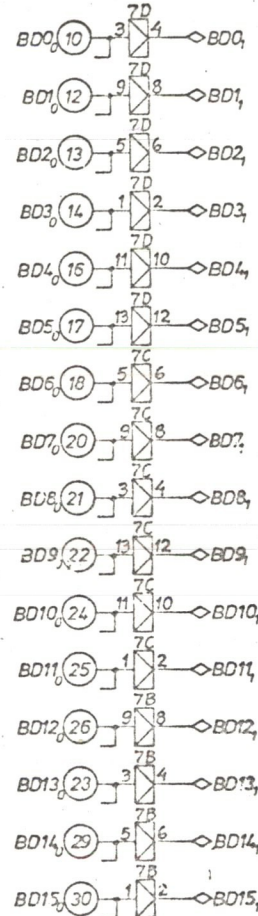 7D
BD0₀ 10 3 4 BD0₁
7D
BD1₀ 12 9 8 BD1₁
7D
BD2₀ 13 5 6 BD2₁
7D
BD3₀ 14 1 2 BD3₁
7D
BD4₀ 16 11 10 BD4₁
7D
BD5₀ 17 13 12 BD5₁
7C
BD6₀ 18 5 6 BD6₁
7C
BD7₀ 20 9 8 BD7₁
7C
BD8₀ 21 3 4 BD8₁
7C
BD9₀ 22 13 12 BD9₁
7C
BD10₀ 24 11 10 BD10₁
7C
BD11₀ 25 1 2 BD11₁
7B
BD12₀ 26 9 8 BD12₁
7B
BD13₀ 23 3 4 BD13₁
7B
BD14₀ 29 5 6 BD14₁
7B
BD15₀ 30 1 2 BD15₁